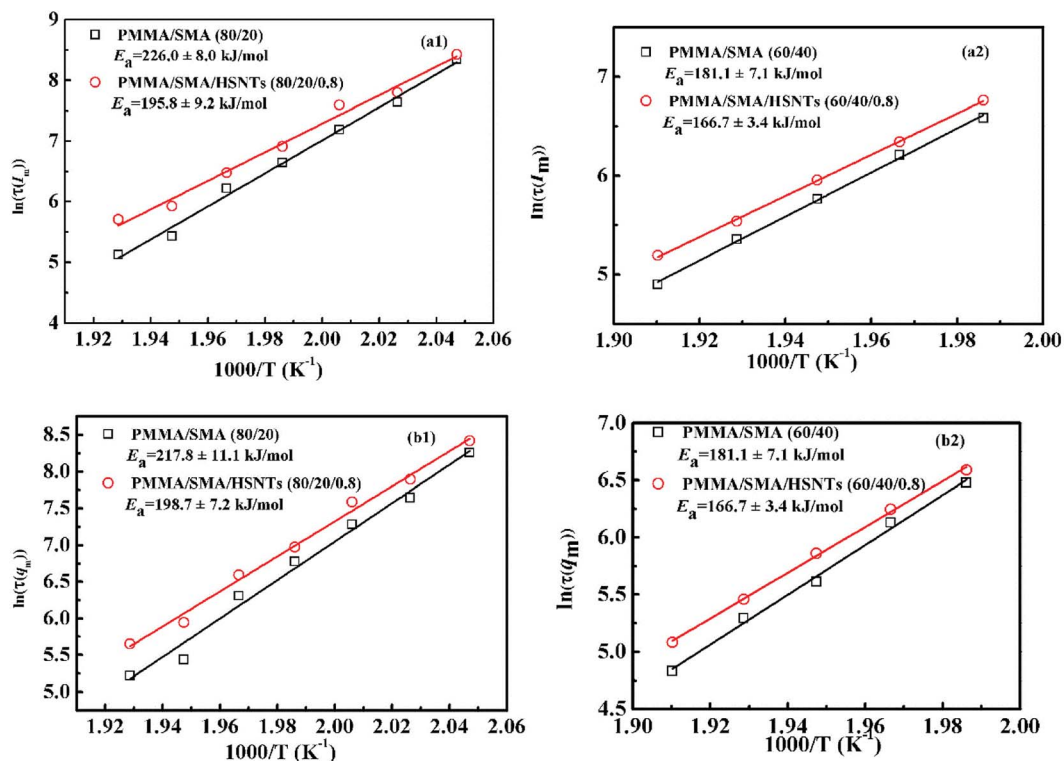 (a1)
PMMA/SMA (80/20)
Ea=226.0 ± 8.0 kJ/mol
PMMA/SMA/HSNTs (80/20/0.8)
Ea=195.8 ± 9.2 kJ/mol
ln(τ(Im))
9
8
7
6
5
4
1.92 1.94 1.96 1.98 2.00 2.02 2.04 2.06
1000/T (K-1)
(a2)
PMMA/SMA (60/40)
Ea=181.1 ± 7.1 kJ/mol
PMMA/SMA/HSNTs (60/40/0.8)
Ea=166.7 ± 3.4 kJ/mol
ln(τ(Im))
7
6
5
1.90 1.92 1.94 1.96 1.98 2.00
1000/T (K-1)
(b1)
PMMA/SMA (80/20)
Ea=217.8 ± 11.1 kJ/mol
PMMA/SMA/HSNTs (80/20/0.8)
Ea=198.7 ± 7.2 kJ/mol
ln(τ(qm))
8.5
8.0
7.5
7.0
6.5
6.0
5.5
5.0
1.92 1.94 1.96 1.98 2.00 2.02 2.04 2.06
1000/T (K-1)
(b2)
PMMA/SMA (60/40)
Ea=181.1 ± 7.1 kJ/mol
PMMA/SMA/HSNTs (60/40/0.8)
Ea=166.7 ± 3.4 kJ/mol
ln(τ(qm))
7.0
6.5
6.0
5.5
5.0
4.5
1.90 1.92 1.94 1.96 1.98 2.00
1000/T (K-1)